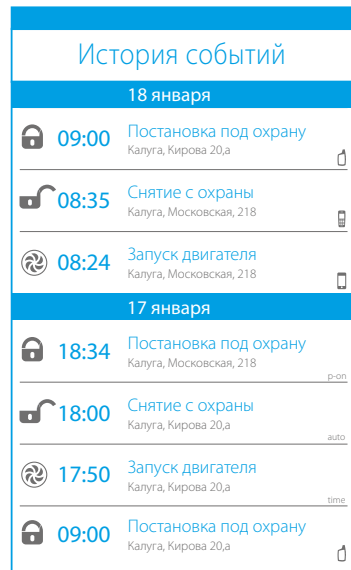 История событий
18 января
09:00 Постановка под охрану
Калуга, Кирова 20,а
08:35 Снятие с охраны
Калуга, Московская, 218
08:24 Запуск двигателя
Калуга, Московская, 218
17 января
18:34 Постановка под охрану
Калуга, Московская, 218
p-on
18:00 Снятие с охраны
Калуга, Кирова 20,а
auto
17:50 Запуск двигателя
Калуга, Кирова 20,а
time
09:00 Постановка под охрану
Калуга, Кирова 20,а